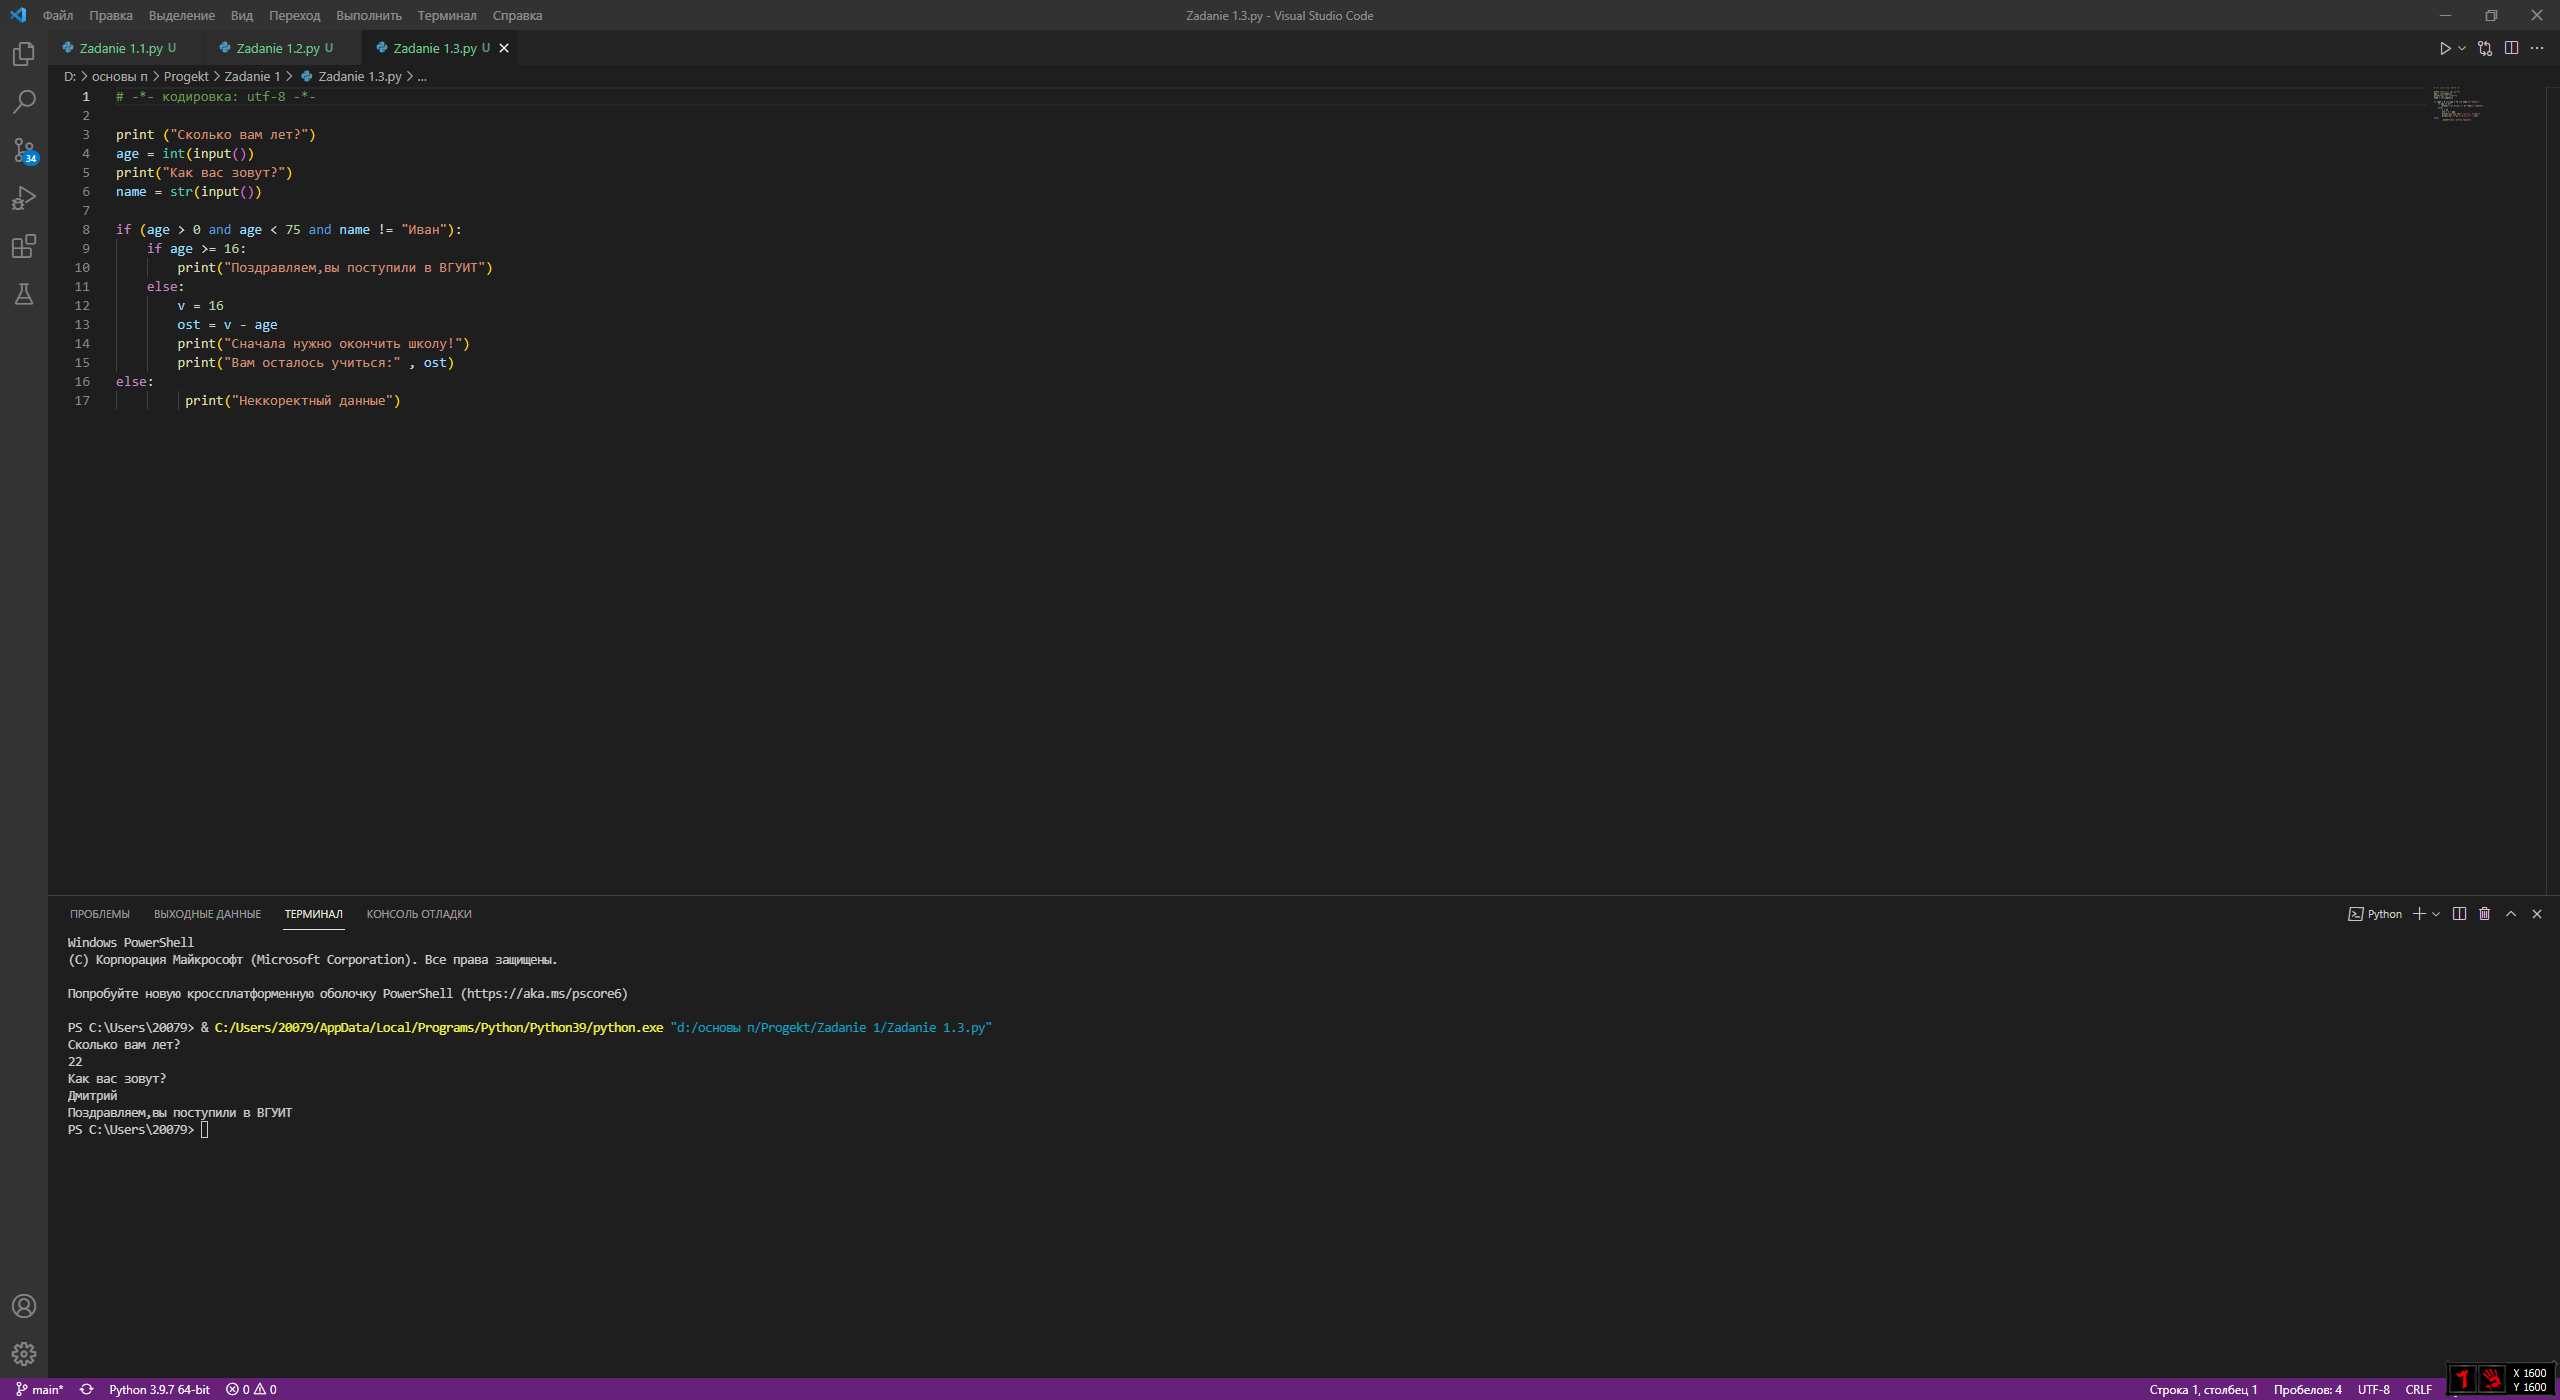 Файл Правка Выделение Вид Переход Выполнить Терминал Справка
Zadanie 1.3.py - Visual Studio Code
Zadanie 1.1.py U Zadanie 1.2.py U Zadanie 1.3.py U
D: > основы п > Progekt > Zadanie 1 > Zadanie 1.3.py > ...
34
1 # -*- кодировка: utf-8 -*-
2
3 print ("Сколько вам лет?")
4 age = int(input())
5 print("Как вас зовут?")
6 name = str(input())
7
8 if (age > 0 and age < 75 and name != "Иван"):
9 if age >= 16:
10 print("Поздравляем,вы поступили в ВГУИТ")
11 else:
12 v = 16
13 ost = v - age
14 print("Сначала нужно окончить школу!")
15 print("Вам осталось учиться:" , ost)
16 else:
17 print("Неккоректный данные")
ПРОБЛЕМЫ ВЫХОДНЫЕ ДАННЫЕ ТЕРМИНАЛ КОНСОЛЬ ОТЛАДКИ
Python
Windows PowerShell
(C) Корпорация Майкрософт (Microsoft Corporation). Все права защищены.
Попробуйте новую кроссплатформенную оболочку PowerShell (https://aka.ms/pscore6)
PS C:\Users\20079> & C:/Users/20079/AppData/Local/Programs/Python/Python39/python.exe "d:/основы п/Progekt/Zadanie 1/Zadanie 1.3.py"
Сколько вам лет?
22
Как вас зовут?
Дмитрий
Поздравляем,вы поступили в ВГУИТ
PS C:\Users\20079>
main* Python 3.9.7 64-bit 0 0
Строка 1, столбец 1 Пробелов: 4 UTF-8 CRLF
X 1600
Y 1600